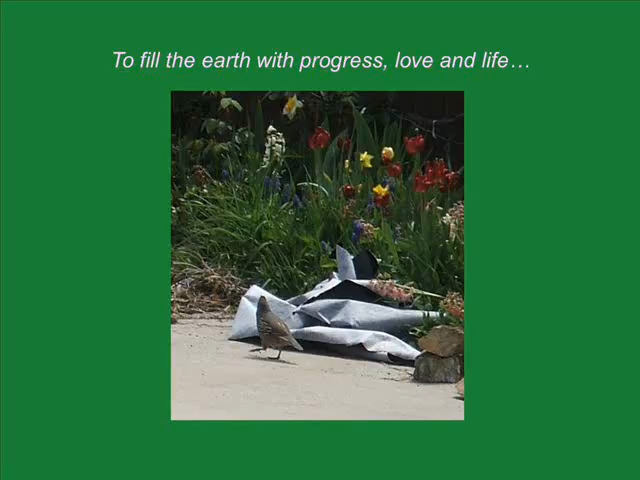 To fill the earth with progress, love and life…